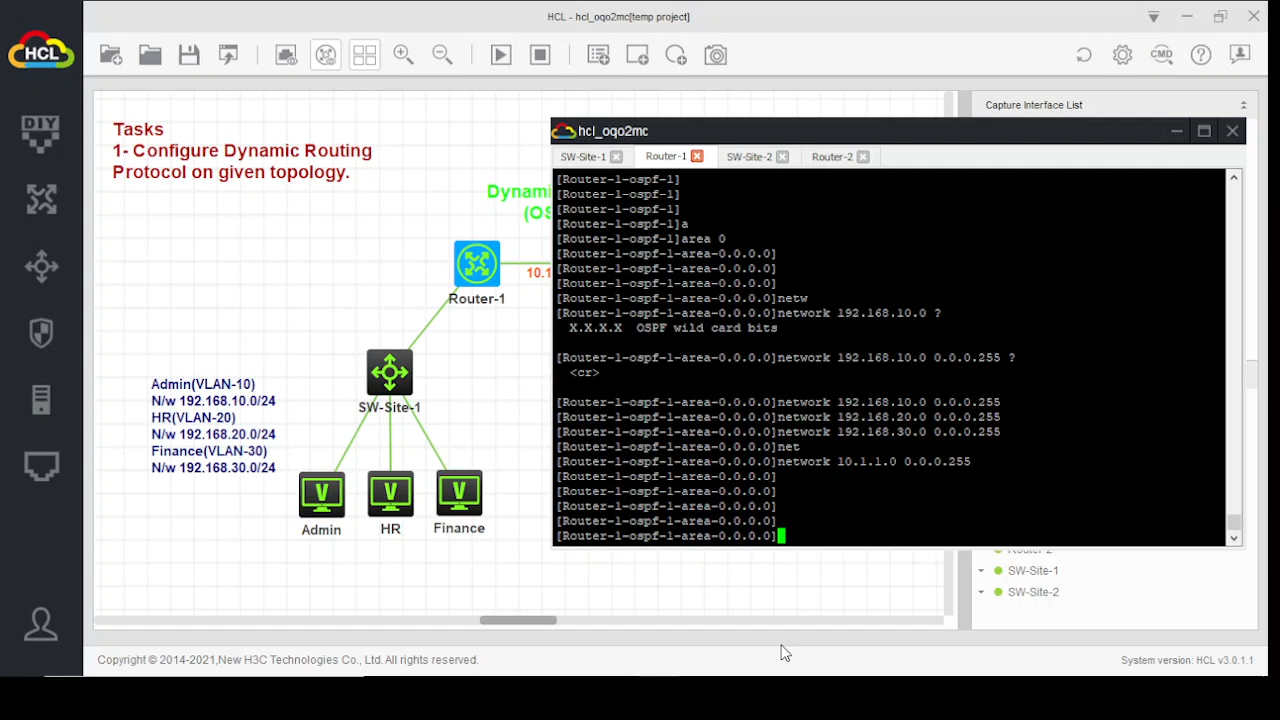 HCL - hcl_oqo2mc[temp project]
HCL
DIY
CMD
Tasks
1- Configure Dynamic Routing
Protocol on given topology.
Dynami
(OS
10.1
Router-1
SW-Site-1
Admin(VLAN-10)
N/w 192.168.10.0/24
HR(VLAN-20)
N/w 192.168.20.0/24
Finance(VLAN-30)
N/w 192.168.30.0/24
V V V
Admin HR Finance
Capture Interface List
hcl_oqo2mc
SW-Site-1 Router-1 SW-Site-2 Router-2
[Router-1-ospf-1]
[Router-1-ospf-1]
[Router-1-ospf-1]
[Router-1-ospf-1]a
[Router-1-ospf-1]area 0
[Router-1-ospf-1-area-0.0.0.0]
[Router-1-ospf-1-area-0.0.0.0]
[Router-1-ospf-1-area-0.0.0.0]
[Router-1-ospf-1-area-0.0.0.0]netw
[Router-1-ospf-1-area-0.0.0.0]network 192.168.10.0 ?
X.X.X.X OSPF wild card bits
[Router-1-ospf-1-area-0.0.0.0]network 192.168.10.0 0.0.0.255 ?
<cr>
[Router-1-ospf-1-area-0.0.0.0]network 192.168.10.0 0.0.0.255
[Router-1-ospf-1-area-0.0.0.0]network 192.168.20.0 0.0.0.255
[Router-1-ospf-1-area-0.0.0.0]network 192.168.30.0 0.0.0.255
[Router-1-ospf-1-area-0.0.0.0]net
[Router-1-ospf-1-area-0.0.0.0]network 10.1.1.0 0.0.0.255
[Router-1-ospf-1-area-0.0.0.0]
[Router-1-ospf-1-area-0.0.0.0]
[Router-1-ospf-1-area-0.0.0.0]
[Router-1-ospf-1-area-0.0.0.0]
[Router-1-ospf-1-area-0.0.0.0]
Router-2
SW-Site-1
SW-Site-2
Copyright © 2014-2021,New H3C Technologies Co., Ltd. All rights reserved.
System version: HCL v3.0.1.1